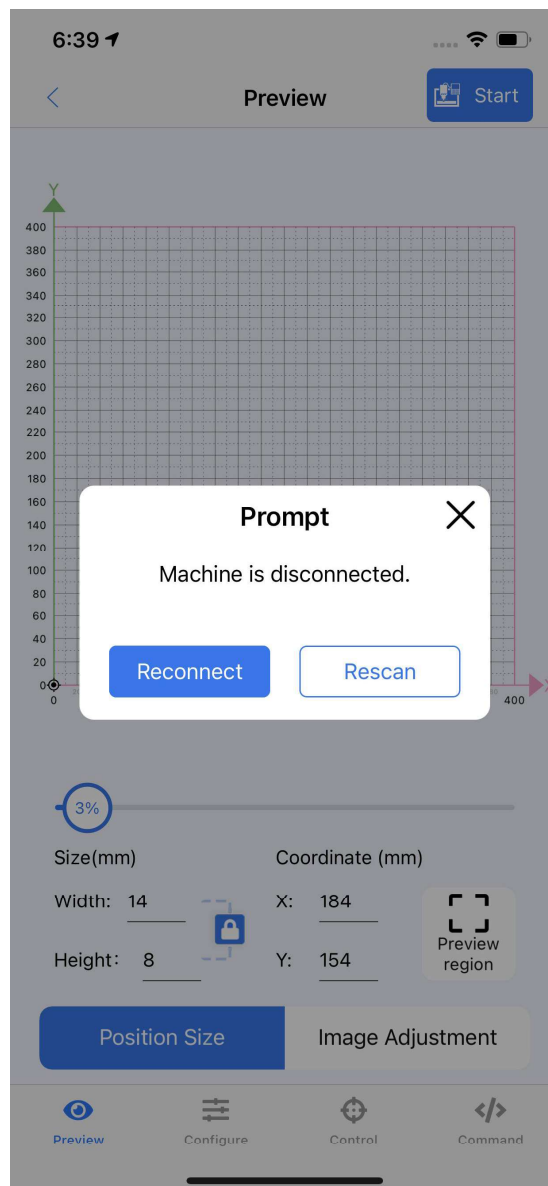 6:39
Preview
Start
Y
400
380
360
340
320
300
280
260
240
220
200
180
160
140
120
100
80
60
40
20
0
0
400
Prompt
Machine is disconnected.
Reconnect
Rescan
3%
Size(mm)
Coordinate (mm)
Width: 14
X: 184
Height: 8
Y: 154
Preview
region
Position Size
Image Adjustment
Preview
Configure
Control
Command